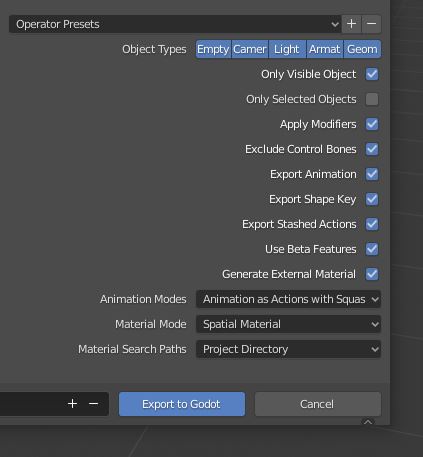 Operator Presets
Object Types Empty Camer Light Armat Geom
Only Visible Object
Only Selected Objects
Apply Modifiers
Exclude Control Bones
Export Animation
Export Shape Key
Export Stashed Actions
Use Beta Features
Generate External Material
Animation Modes Animation as Actions with Squas
Material Mode Spatial Material
Material Search Paths Project Directory
Export to Godot Cancel